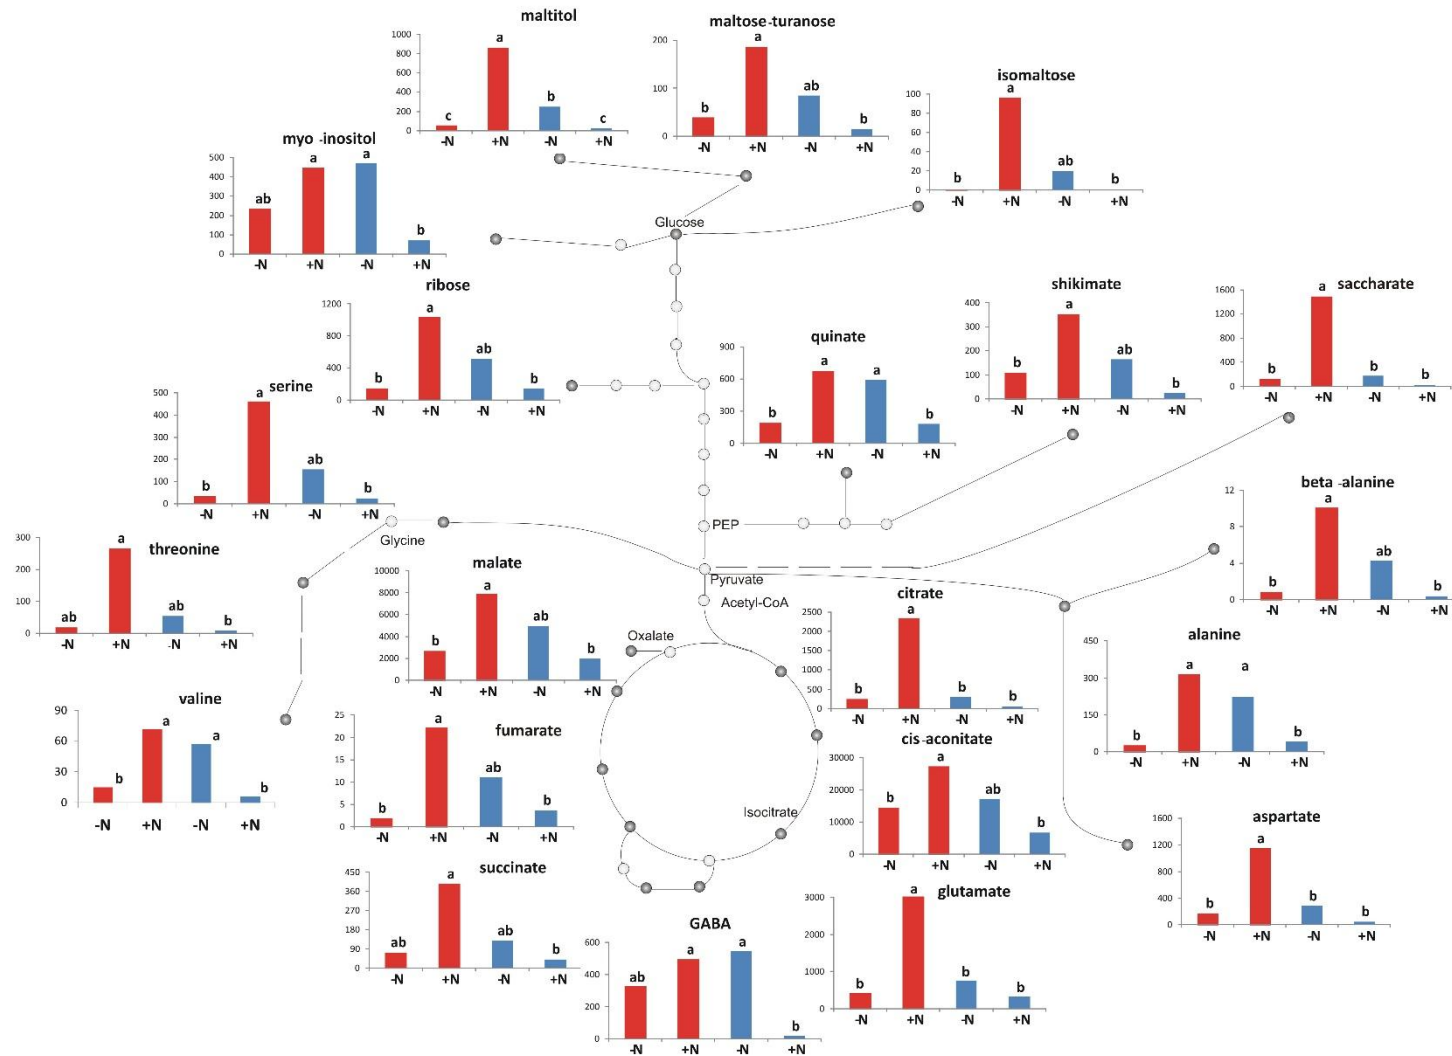 maltitol
1000
800
600
400
200
0
c
a
b
c
-N
+N
-N
+N
maltose-turanose
200
100
0
b
a
ab
b
-N
+N
-N
+N
isomaltose
100
80
60
40
20
0
b
a
ab
b
-N
+N
-N
+N
myo -inositol
500
400
300
200
100
0
ab
a
a
b
-N
+N
-N
+N
Glucose
ribose
1200
800
400
0
b
a
ab
b
-N
+N
-N
+N
quinate
900
600
300
0
b
a
a
b
-N
+N
-N
+N
shikimate
400
300
200
100
0
b
a
ab
b
-N
+N
-N
+N
saccharate
1600
1200
800
400
0
b
a
b
b
-N
+N
-N
+N
serine
500
400
300
200
100
0
b
a
ab
b
-N
+N
-N
+N
PEP
Glycine
beta -alanine
12
8
4
0
b
a
ab
b
-N
+N
-N
+N
threonine
300
200
100
0
ab
a
ab
b
-N
+N
-N
+N
malate
10000
8000
6000
4000
2000
0
b
a
ab
b
-N
+N
-N
+N
Pyruvate
Acetyl-CoA
Oxalate
citrate
2500
2000
1500
1000
500
0
b
a
b
b
-N
+N
-N
+N
alanine
450
300
150
0
b
a
a
b
-N
+N
-N
+N
valine
90
60
30
0
b
a
a
b
-N
+N
-N
+N
fumarate
25
20
15
10
5
0
b
a
ab
b
-N
+N
-N
+N
cis-aconitate
30000
20000
10000
0
b
a
ab
b
-N
+N
-N
+N
Isocitrate
aspartate
1600
1200
800
400
0
b
a
b
b
-N
+N
-N
+N
succinate
450
360
270
180
90
0
ab
a
ab
b
-N
+N
-N
+N
GABA
600
400
200
0
ab
a
a
b
-N
+N
-N
+N
glutamate
3000
2000
1000
0
b
a
b
b
-N
+N
-N
+N